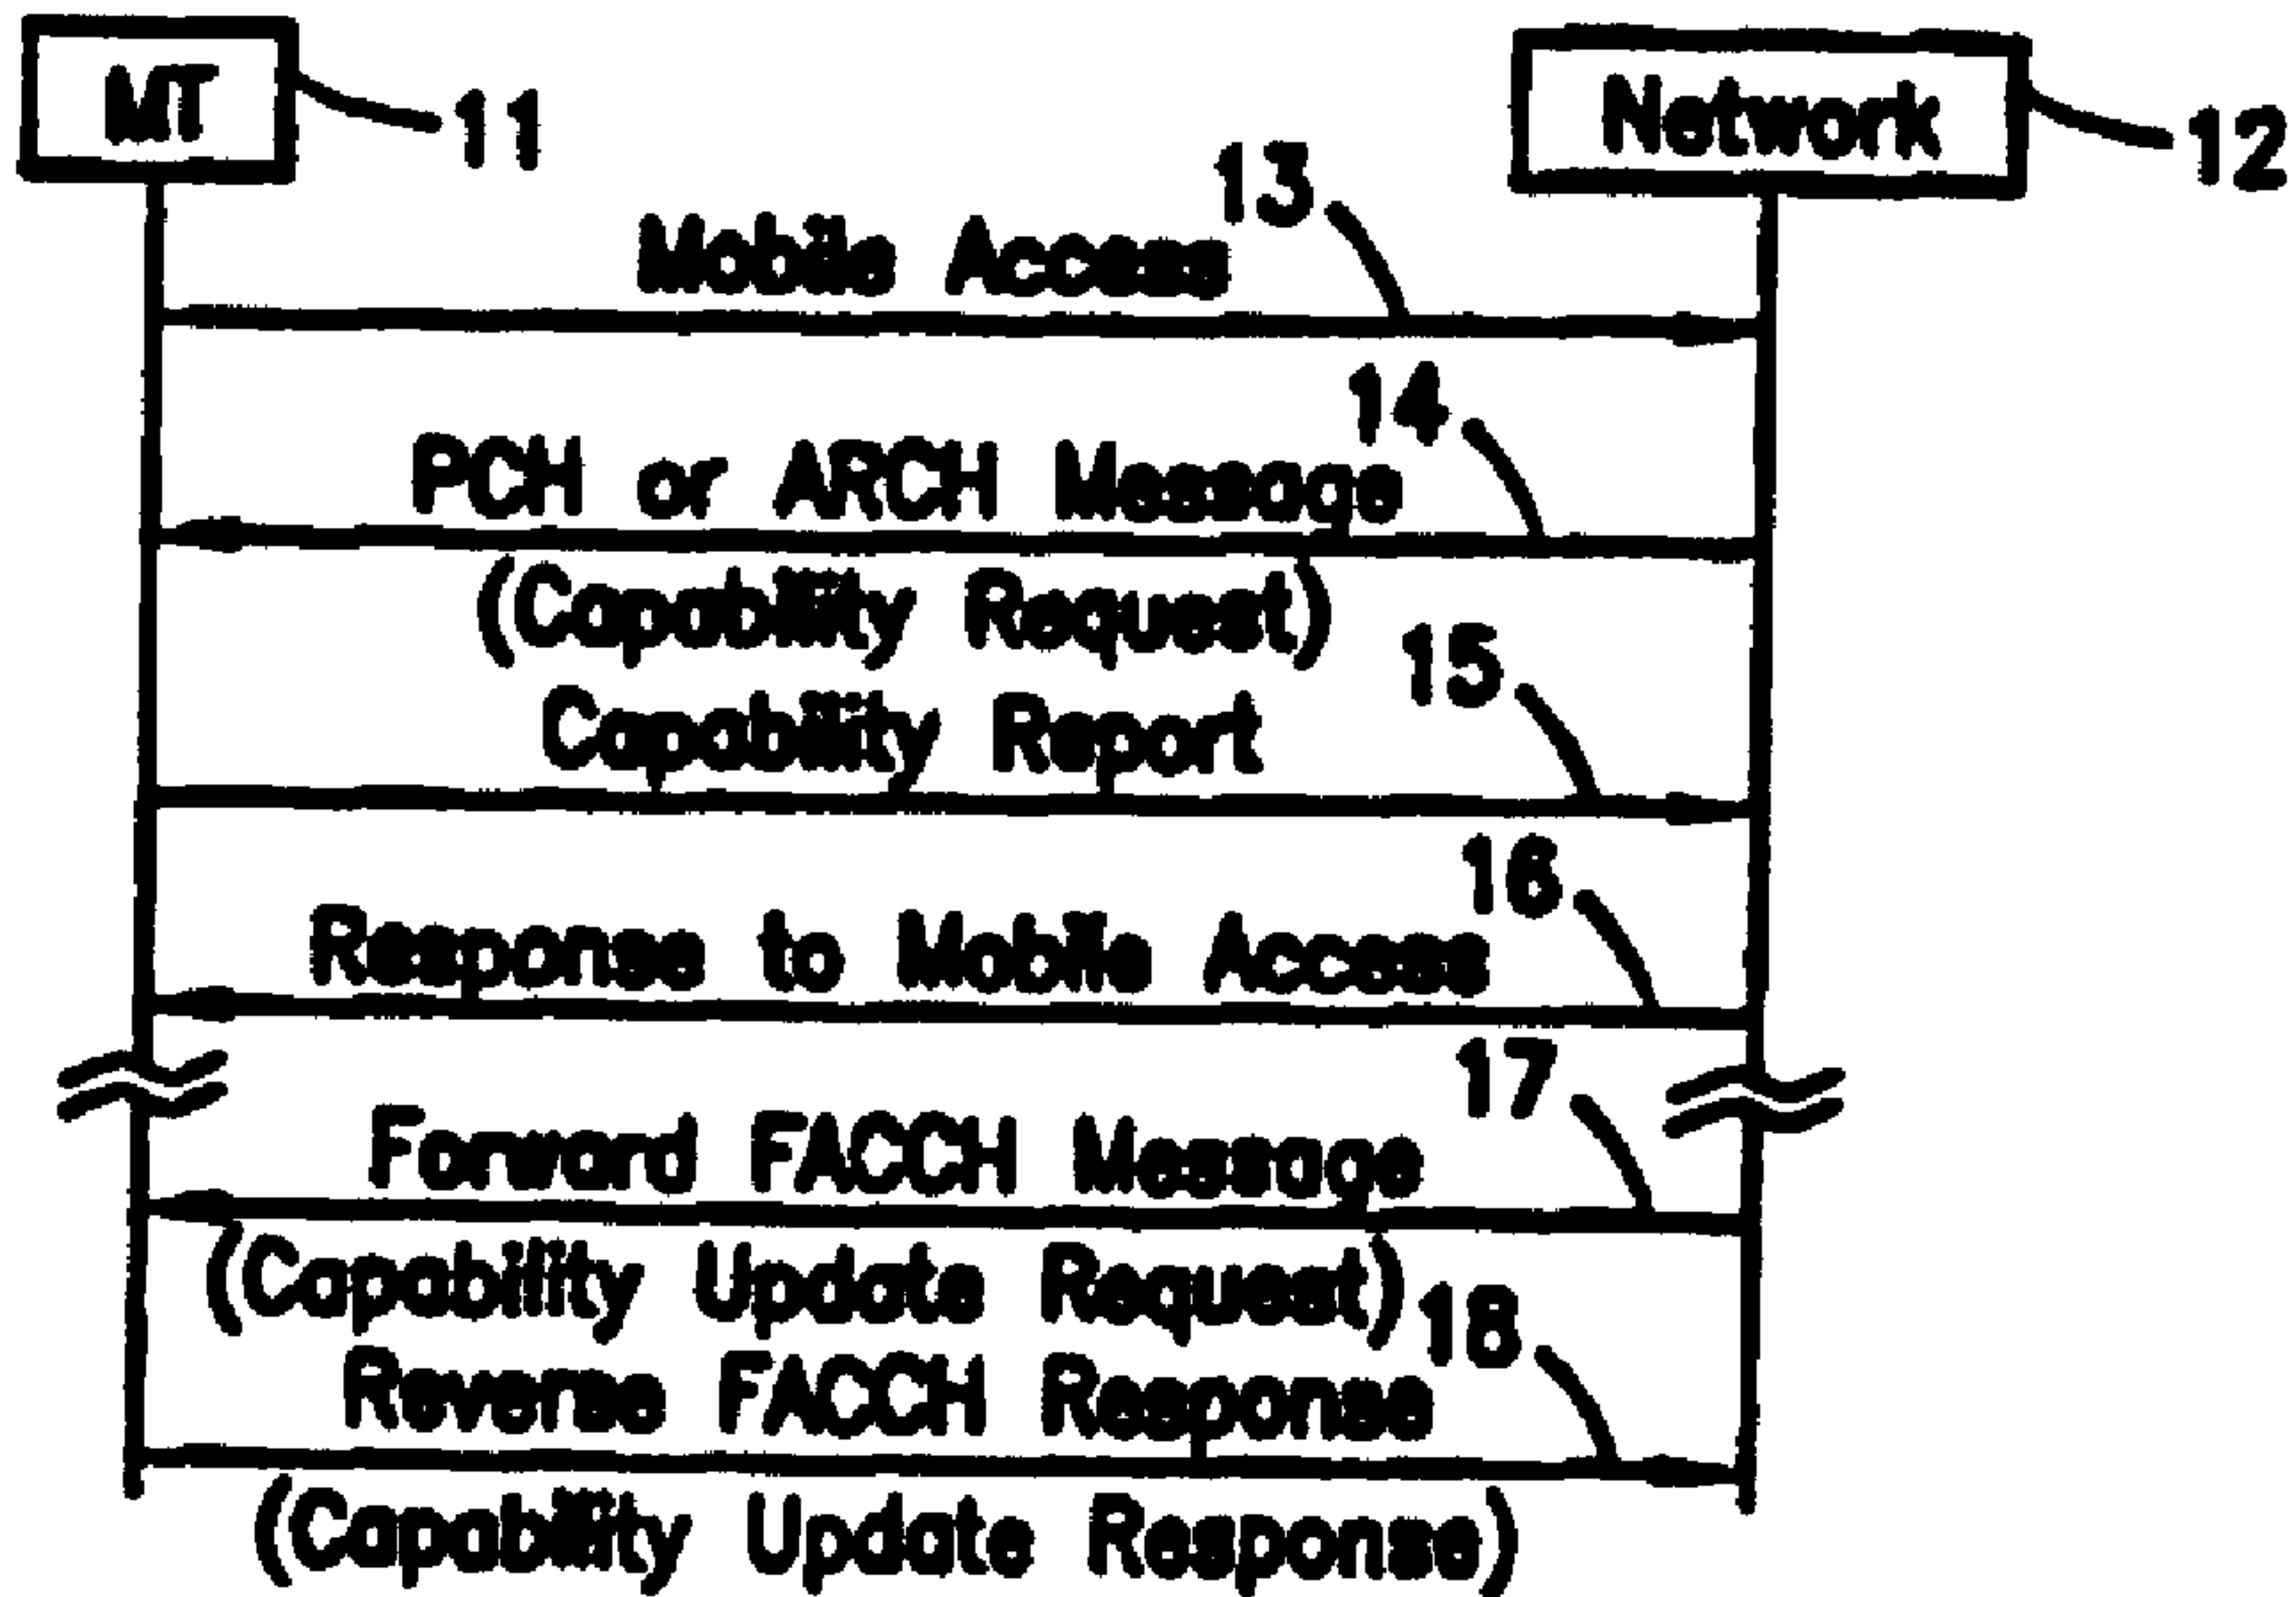 MT
11
Network
12
13
Mobile Access
14
PCH or ARCH Message
(Capability Request)
15
Capability Report
16
Response to Mobile Access
17
Forward FACCH Message
(Capability Update Request)
18
Reverse FACCH Response
(Capability Update Response)